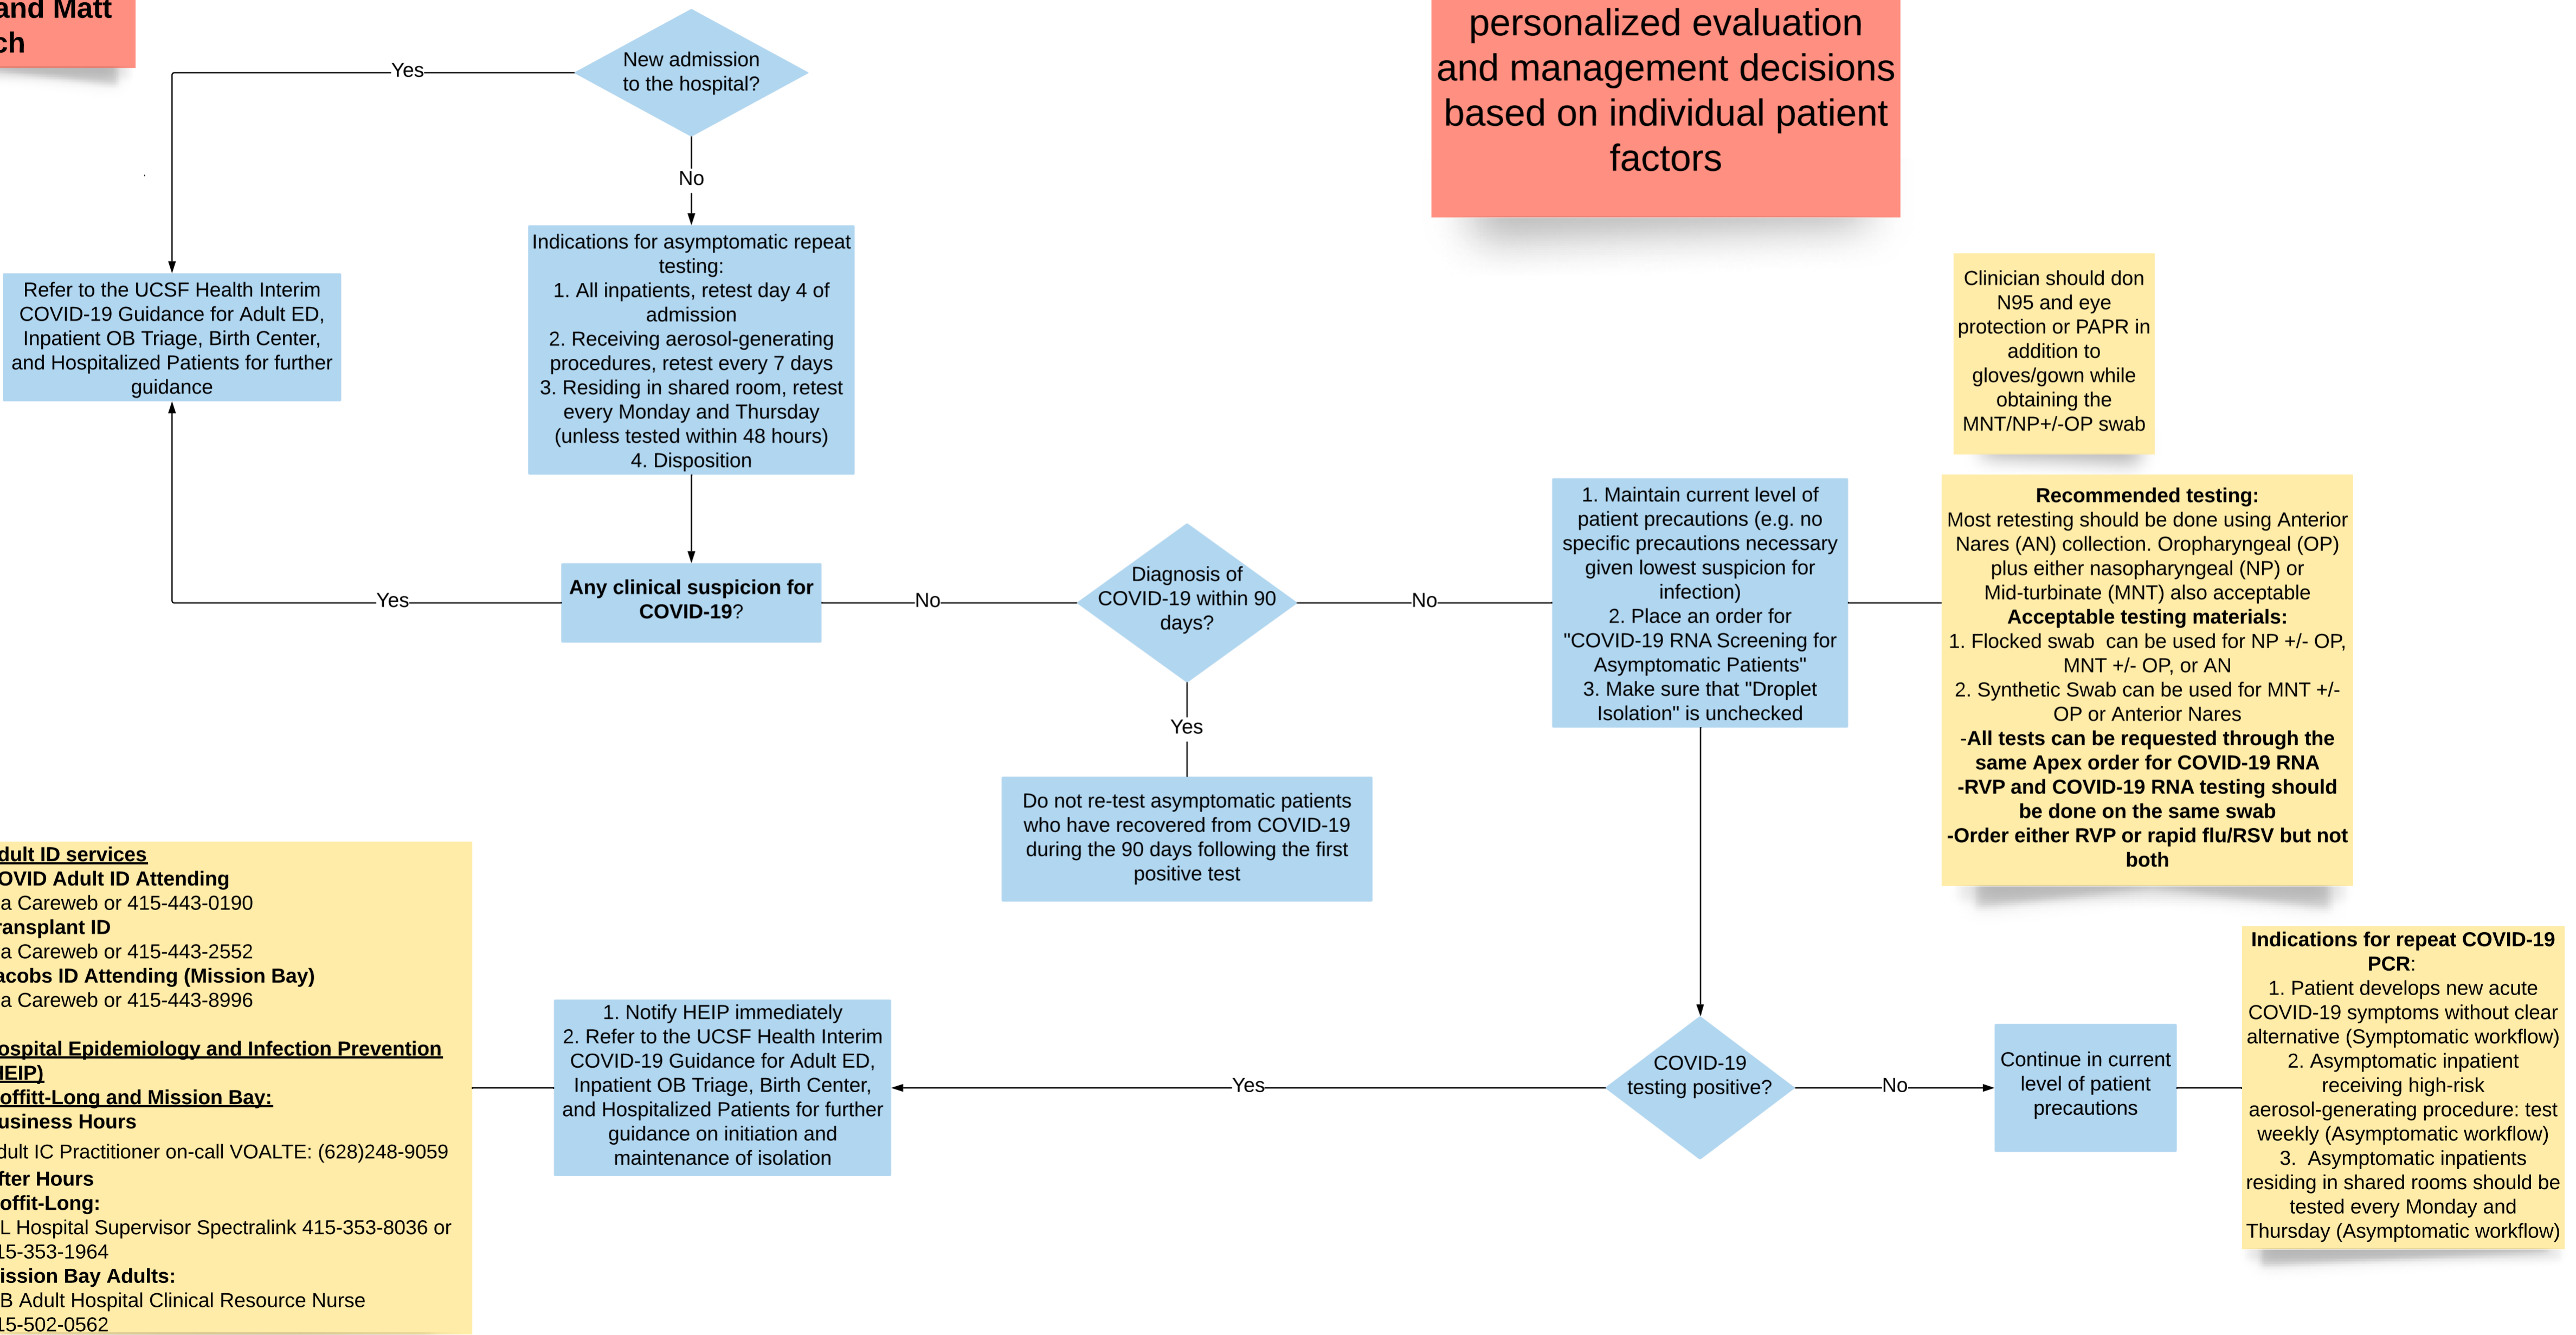 and Matt
ch
personalized evaluation
and management decisions
based on individual patient
factors
New admission
to the hospital?
Yes
No
Refer to the UCSF Health Interim
COVID-19 Guidance for Adult ED,
Inpatient OB Triage, Birth Center,
and Hospitalized Patients for further
guidance
Indications for asymptomatic repeat
testing:
1. All inpatients, retest day 4 of
admission
2. Receiving aerosol-generating
procedures, retest every 7 days
3. Residing in shared room, retest
every Monday and Thursday
(unless tested within 48 hours)
4. Disposition
Any clinical suspicion for
COVID-19?
Yes
No
Diagnosis of
COVID-19 within 90
days?
No
Yes
Do not re-test asymptomatic patients
who have recovered from COVID-19
during the 90 days following the first
positive test
1. Maintain current level of
patient precautions (e.g. no
specific precautions necessary
given lowest suspicion for
infection)
2. Place an order for
"COVID-19 RNA Screening for
Asymptomatic Patients"
3. Make sure that "Droplet
Isolation" is unchecked
Clinician should don
N95 and eye
protection or PAPR in
addition to
gloves/gown while
obtaining the
MNT/NP+/-OP swab
Recommended testing:
Most retesting should be done using Anterior
Nares (AN) collection. Oropharyngeal (OP)
plus either nasopharyngeal (NP) or
Mid-turbinate (MNT) also acceptable
Acceptable testing materials:
1. Flocked swab  can be used for NP +/- OP,
MNT +/- OP, or AN
2. Synthetic Swab can be used for MNT +/-
OP or Anterior Nares
-All tests can be requested through the
same Apex order for COVID-19 RNA
-RVP and COVID-19 RNA testing should
be done on the same swab
-Order either RVP or rapid flu/RSV but not
both
COVID-19
testing positive?
Yes
No
1. Notify HEIP immediately
2. Refer to the UCSF Health Interim
COVID-19 Guidance for Adult ED,
Inpatient OB Triage, Birth Center,
and Hospitalized Patients for further
guidance on initiation and
maintenance of isolation
Continue in current
level of patient
precautions
Indications for repeat COVID-19
PCR:
1. Patient develops new acute
COVID-19 symptoms without clear
alternative (Symptomatic workflow)
2. Asymptomatic inpatient
receiving high-risk
aerosol-generating procedure: test
weekly (Asymptomatic workflow)
3.  Asymptomatic inpatients
residing in shared rooms should be
tested every Monday and
Thursday (Asymptomatic workflow)
dult ID services
OVID Adult ID Attending
a Careweb or 415-443-0190
ransplant ID
a Careweb or 415-443-2552
acobs ID Attending (Mission Bay)
a Careweb or 415-443-8996
ospital Epidemiology and Infection Prevention
HEIP)
offitt-Long and Mission Bay:
usiness Hours
dult IC Practitioner on-call VOALTE: (628)248-9059
fter Hours
offit-Long:
L Hospital Supervisor Spectralink 415-353-8036 or
15-353-1964
ission Bay Adults:
B Adult Hospital Clinical Resource Nurse
15-502-0562